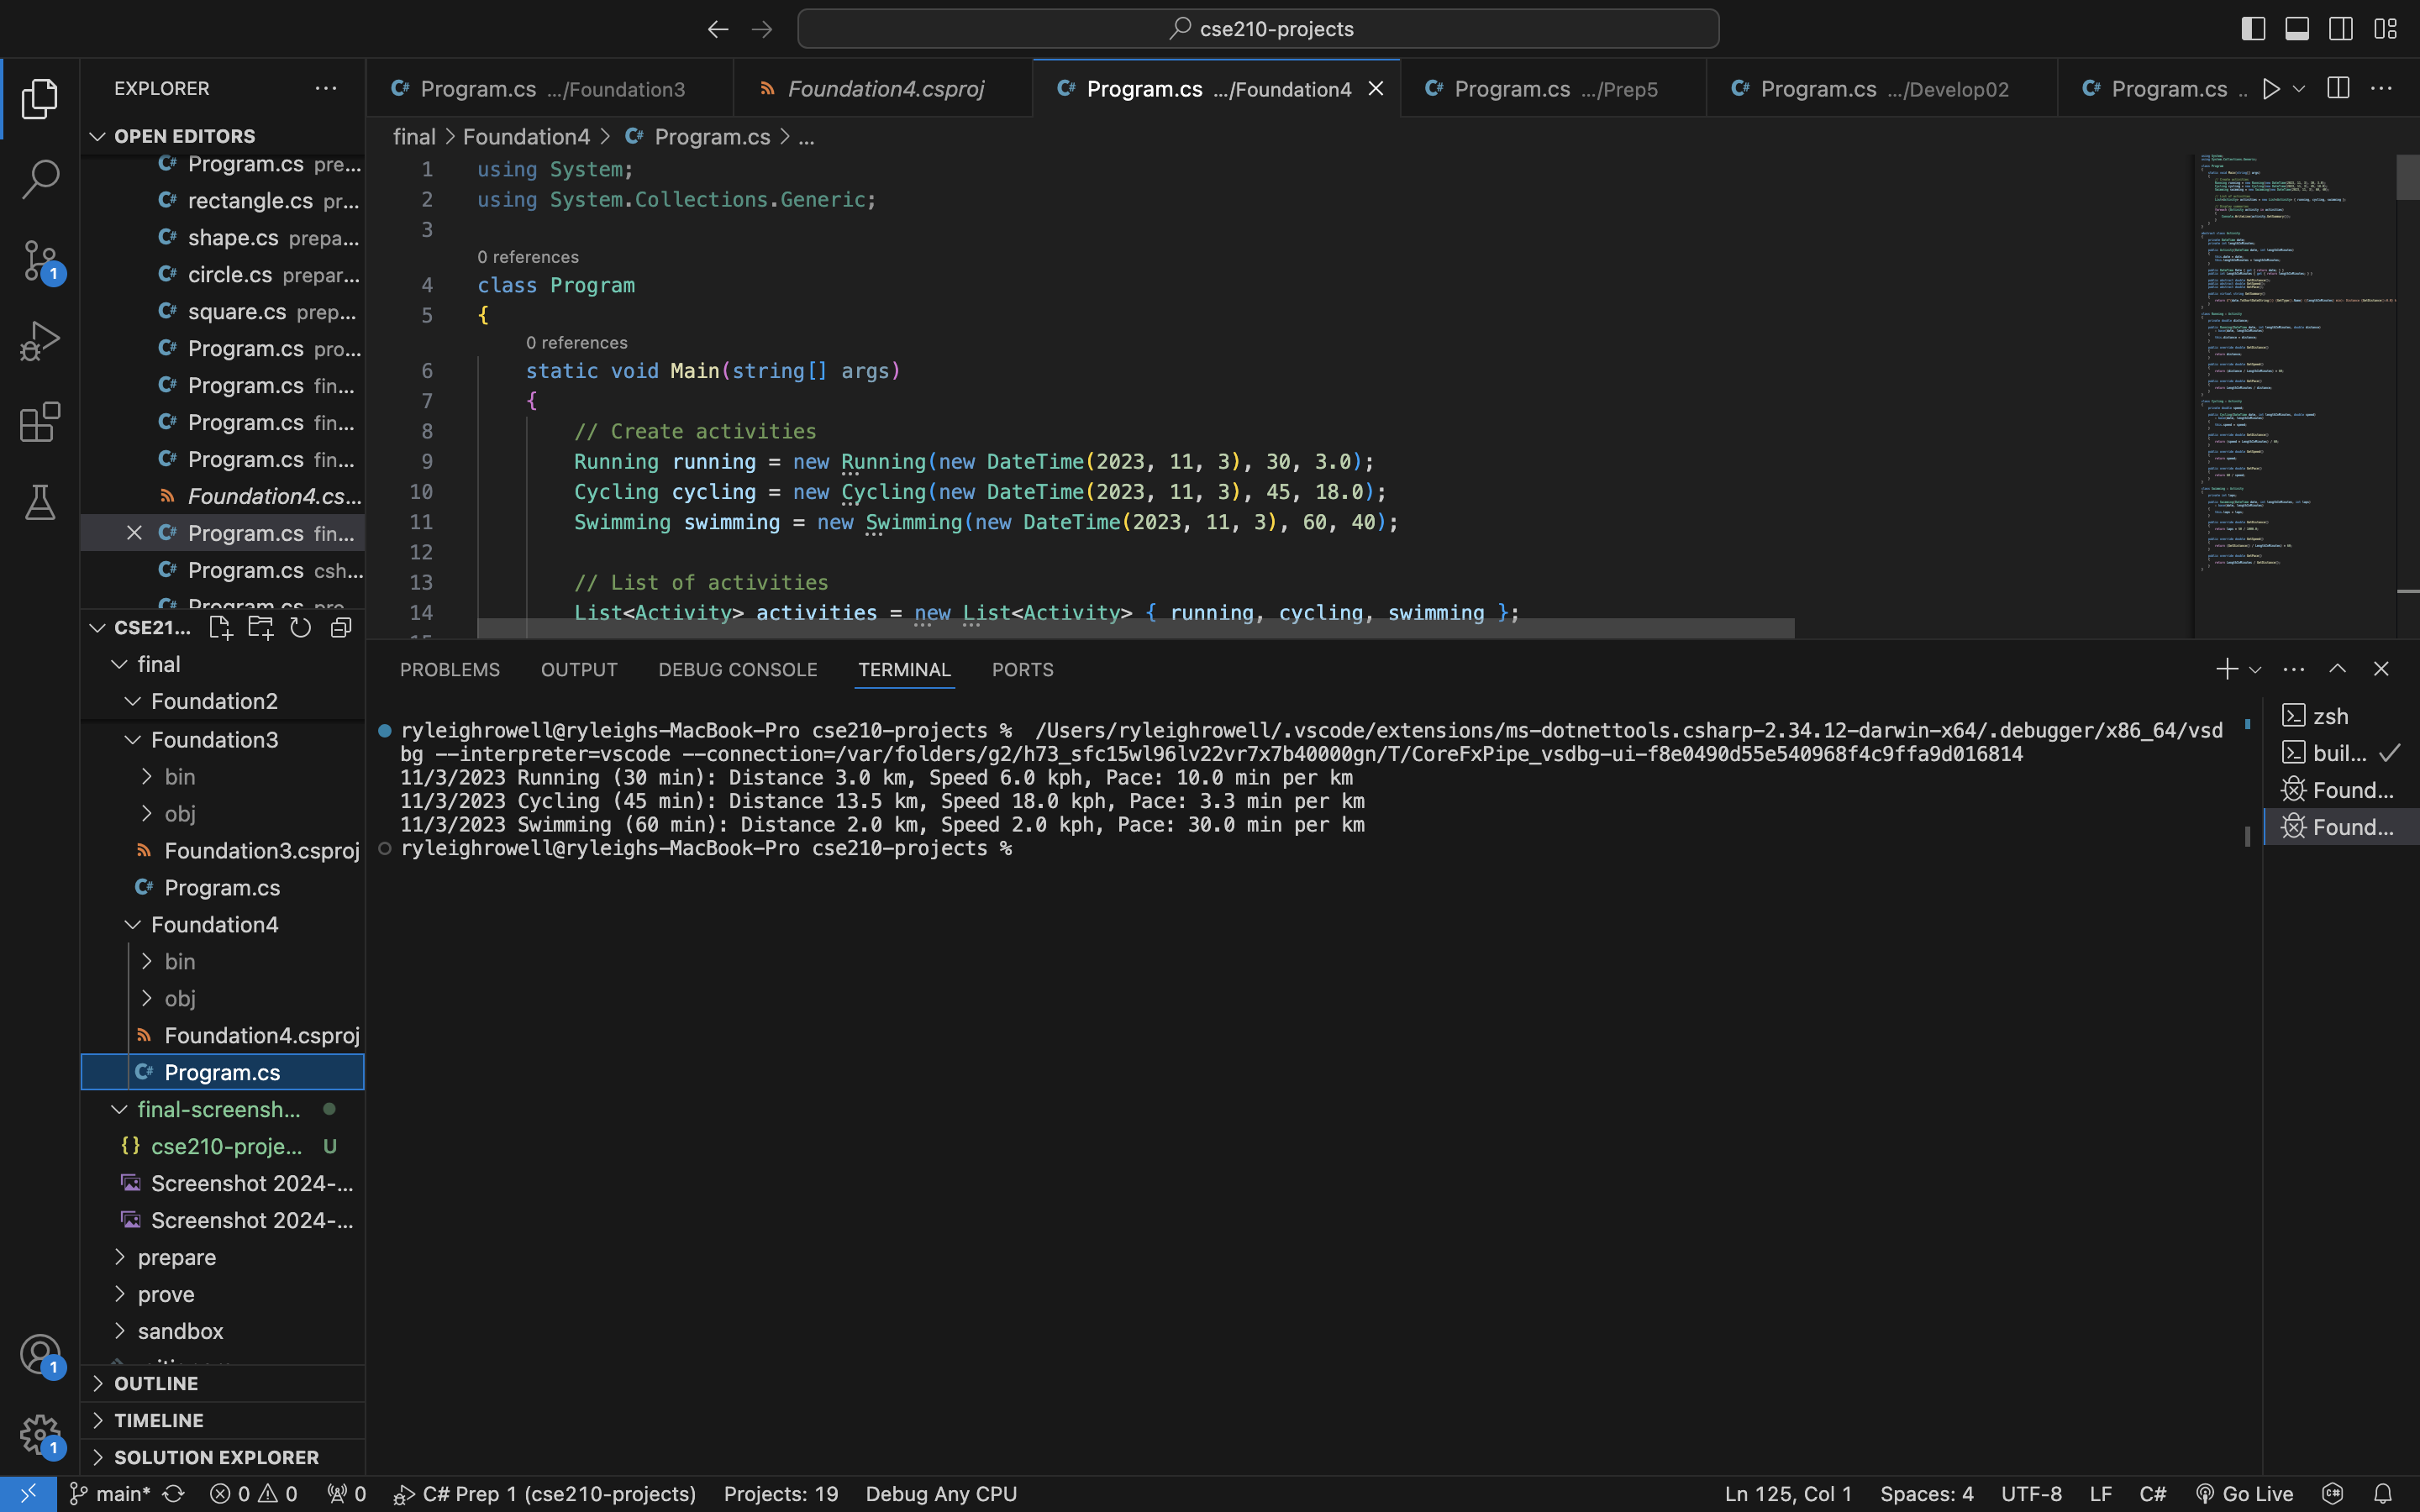 cse210-projects
EXPLORER
Program.cs .../Foundation3
Foundation4.csproj
Program.cs .../Foundation4
Program.cs .../Prep5
Program.cs .../Develop02
Program.cs ..
OPEN EDITORS
final > Foundation4 > Program.cs > ...
Program.cs pre...
rectangle.cs pr...
shape.cs prepa...
circle.cs prepar...
square.cs prep...
Program.cs pro...
Program.cs fin...
Program.cs fin...
Program.cs fin...
Foundation4.cs...
Program.cs fin...
Program.cs csh...
Program.cs pro
1 using System;
2 using System.Collections.Generic;
3
0 references
4 class Program
5 {
0 references
6 static void Main(string[] args)
7 {
8 // Create activities
9 Running running = new Running(new DateTime(2023, 11, 3), 30, 3.0);
10 Cycling cycling = new Cycling(new DateTime(2023, 11, 3), 45, 18.0);
11 Swimming swimming = new Swimming(new DateTime(2023, 11, 3), 60, 40);
12
13 // List of activities
14 List<Activity> activities = new List<Activity> { running, cycling, swimming };
CSE21...
final
Foundation2
Foundation3
bin
obj
Foundation3.csproj
Program.cs
Foundation4
bin
obj
Foundation4.csproj
Program.cs
final-screensh...
cse210-proje... U
Screenshot 2024-...
Screenshot 2024-...
prepare
prove
sandbox
OUTLINE
TIMELINE
SOLUTION EXPLORER
1
1
1
PROBLEMS OUTPUT DEBUG CONSOLE TERMINAL PORTS
ryleighrowell@ryleighs-MacBook-Pro cse210-projects % /Users/ryleighrowell/.vscode/extensions/ms-dotnettools.csharp-2.34.12-darwin-x64/.debugger/x86_64/vsd
bg --interpreter=vscode --connection=/var/folders/g2/h73_sfc15wl96lv22vr7x7b40000gn/T/CoreFxPipe_vsdbg-ui-f8e0490d55e540968f4c9ffa9d016814
11/3/2023 Running (30 min): Distance 3.0 km, Speed 6.0 kph, Pace: 10.0 min per km
11/3/2023 Cycling (45 min): Distance 13.5 km, Speed 18.0 kph, Pace: 3.3 min per km
11/3/2023 Swimming (60 min): Distance 2.0 km, Speed 2.0 kph, Pace: 30.0 min per km
ryleighrowell@ryleighs-MacBook-Pro cse210-projects %
zsh
buil...
Found...
Found...
main* 0 0 0 C# Prep 1 (cse210-projects) Projects: 19 Debug Any CPU Ln 125, Col 1 Spaces: 4 UTF-8 LF C# Go Live